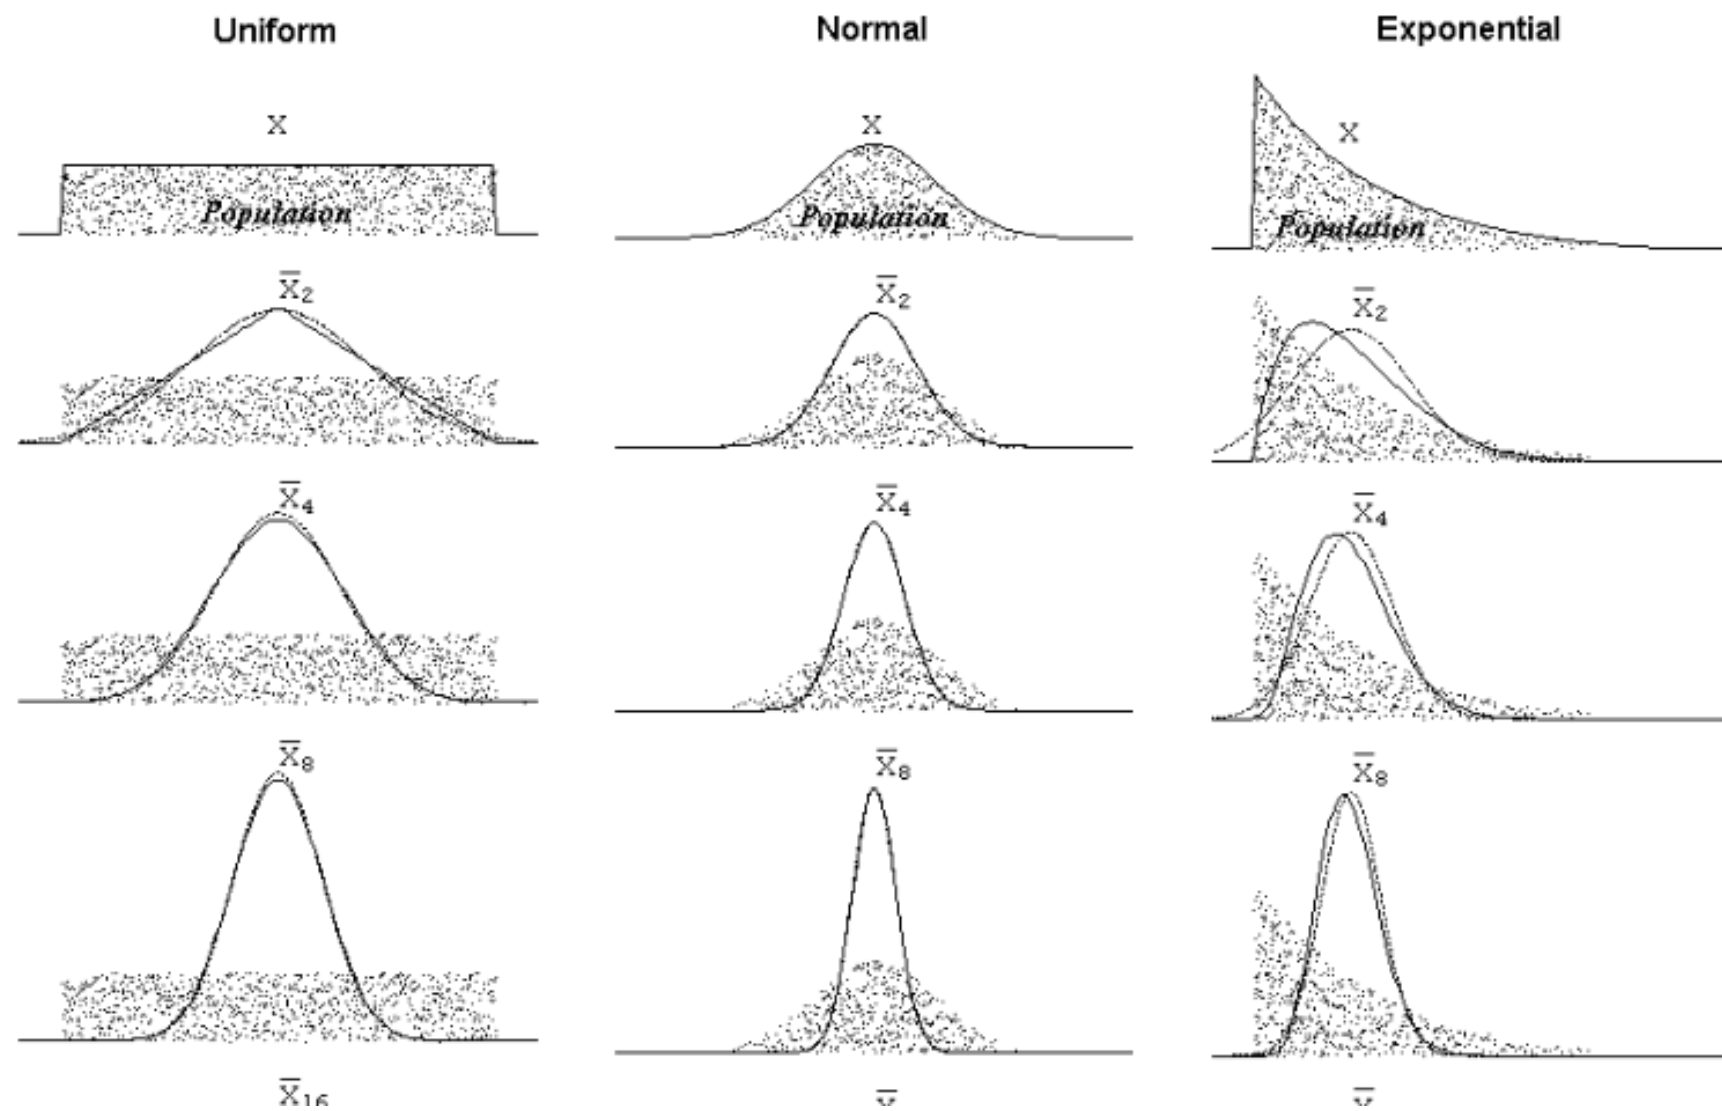 Uniform Normal Exponential
X X X
Population Population Population
X̅₂ X̅₂ X̅₂
X̅₄ X̅₄ X̅₄
X̅₈ X̅₈ X̅₈
X̅₁₆ X̅ X̅